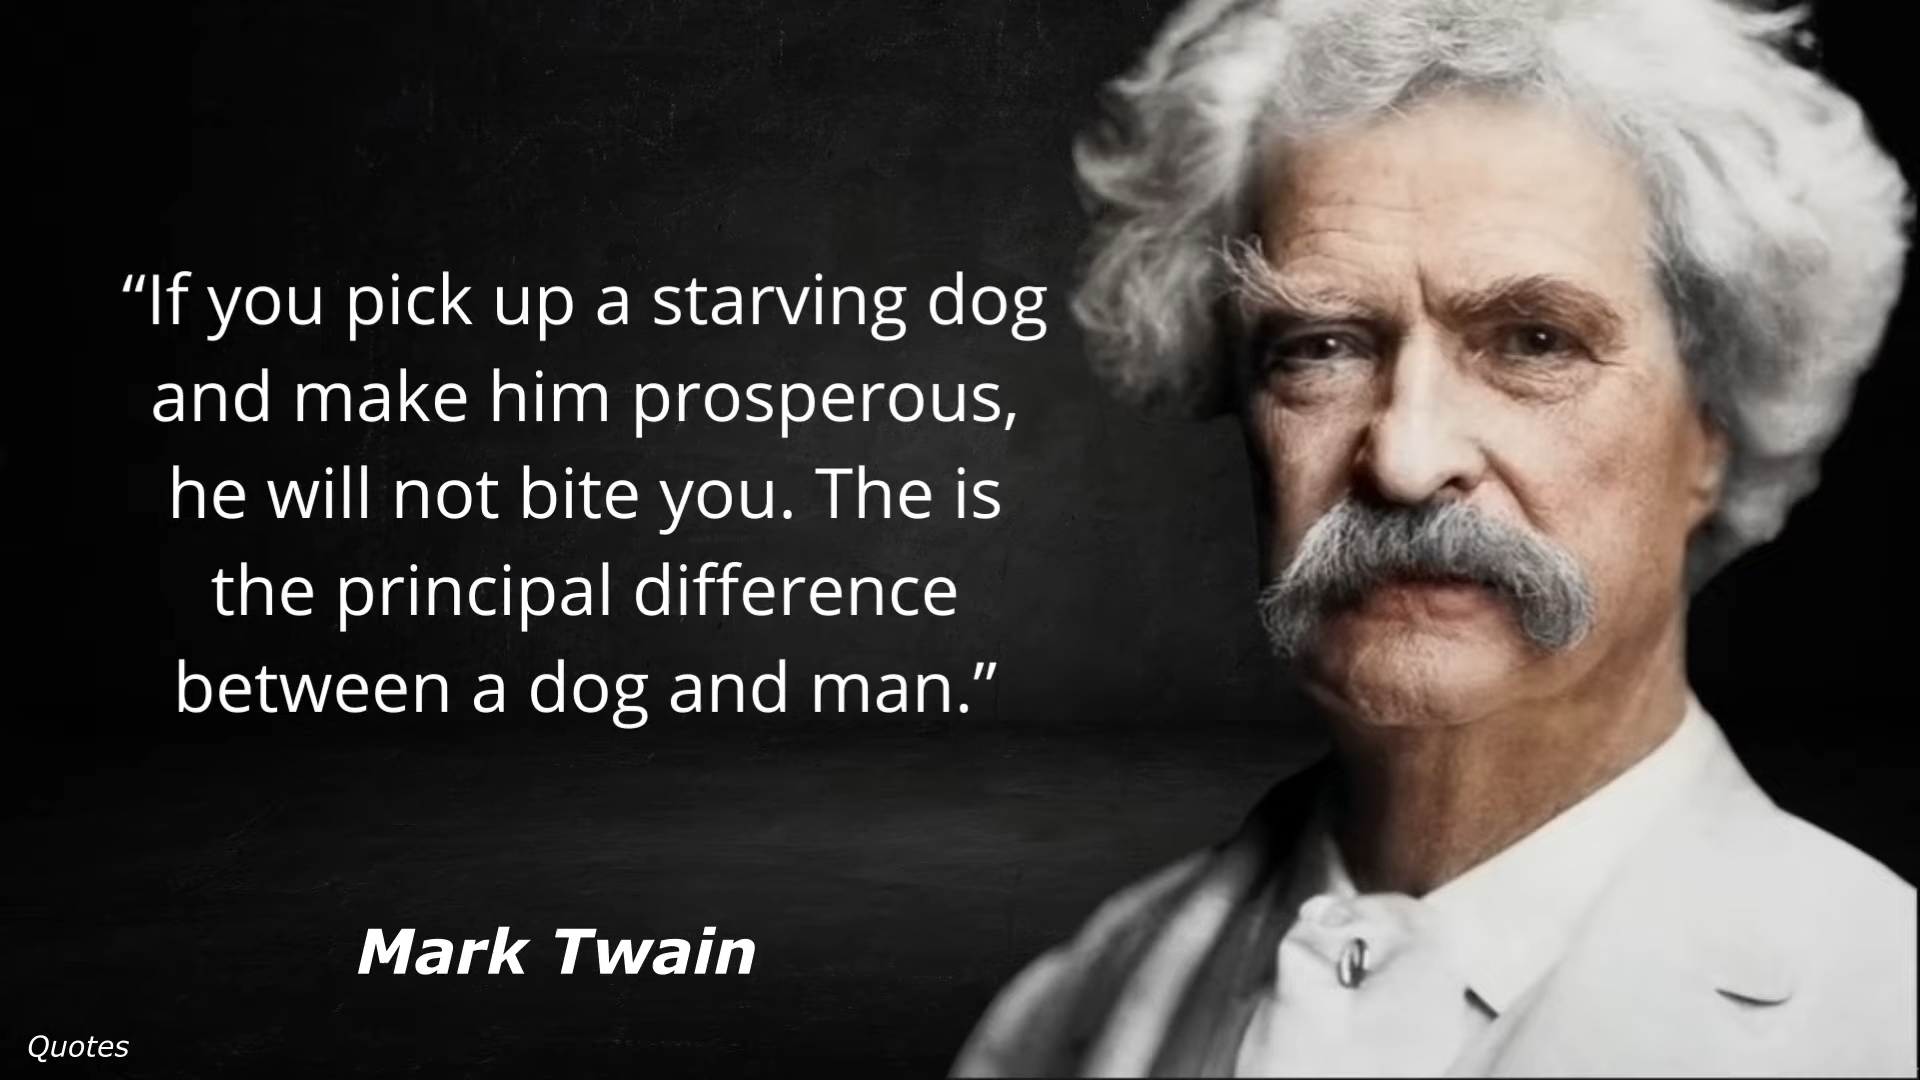 “If you pick up a starving dog
and make him prosperous,
he will not bite you. The is
the principal difference
between a dog and man.”
Mark Twain
Quotes